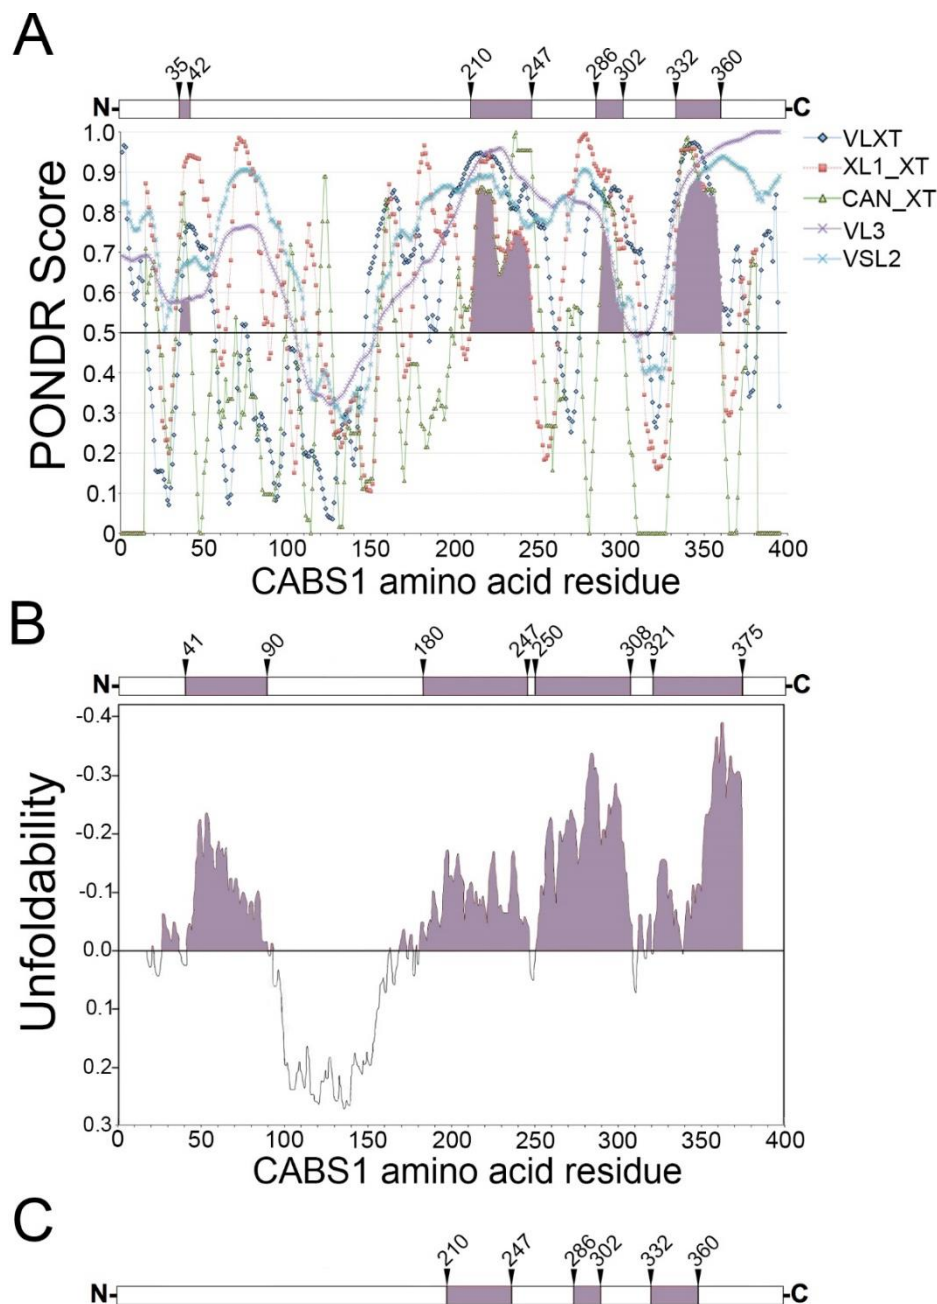 A
35 42 210 247 286 302 332 360
N- -C
PONDR Score
1.0
0.9
0.8
0.7
0.6
0.5
0.4
0.3
0.2
0.1
0
VLXT
XL1_XT
CAN_XT
VL3
VSL2
0 50 100 150 200 250 300 350 400
CABS1 amino acid residue
B
41 90 180 247 250 308 321 375
N- -C
Unfoldability
-0.4
-0.3
-0.2
-0.1
0.0
0.1
0.2
0.3
0 50 100 150 200 250 300 350 400
CABS1 amino acid residue
C
210 247 286 302 332 360
N- -C